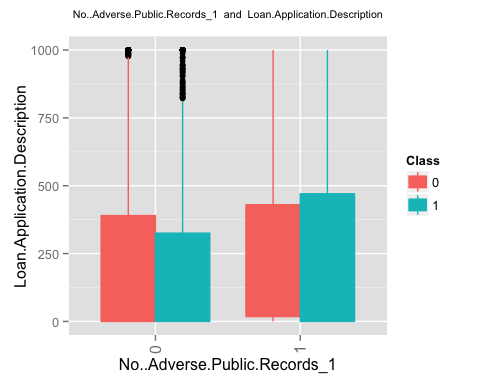 No..Adverse.Public.Records_1 and Loan.Application.Description
1000
750
500
250
0
Loan.Application.Description
0
1
No..Adverse.Public.Records_1
Class
0
1